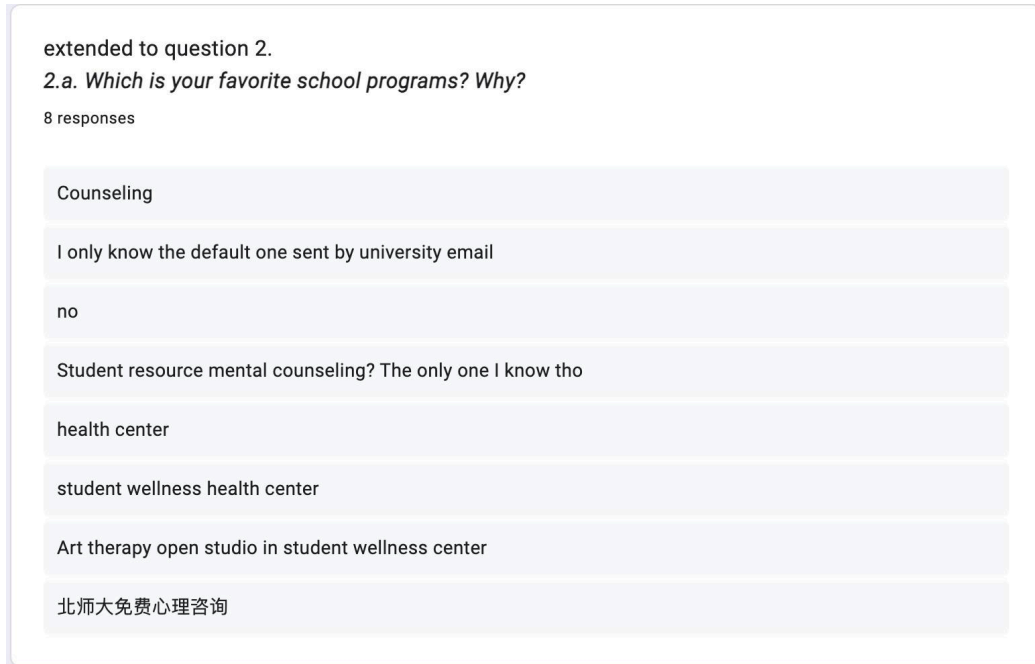 extended to question 2.
2.a. Which is your favorite school programs? Why?
8 responses
Counseling
I only know the default one sent by university email
no
Student resource mental counseling? The only one I know tho
health center
student wellness health center
Art therapy open studio in student wellness center
北师大免费心理咨询